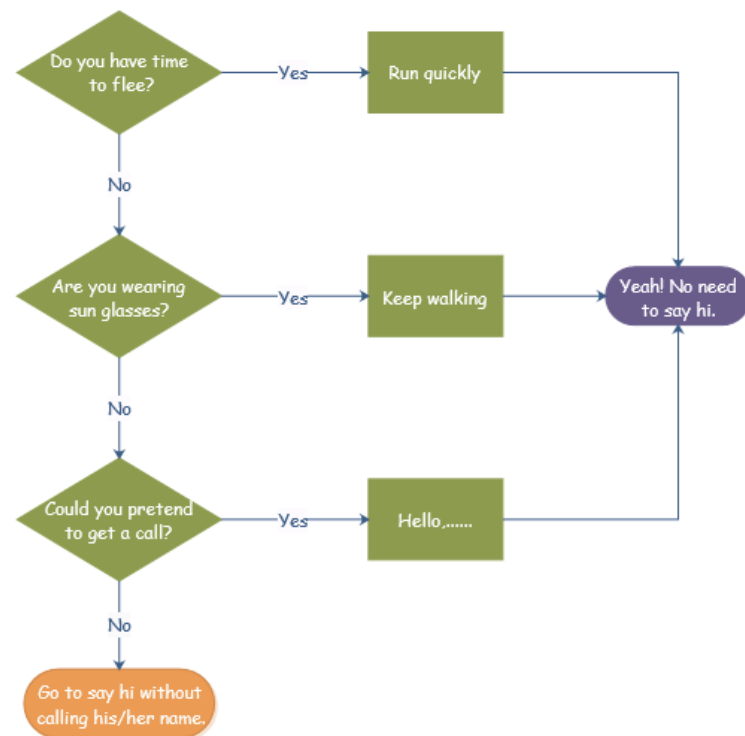 Do you have time
to flee?
Yes
Run quickly
No
Are you wearing
sun glasses?
Yes
Keep walking
Yeah! No need
to say hi.
No
Could you pretend
to get a call?
Yes
Hello,......
No
Go to say hi without
calling his/her name.